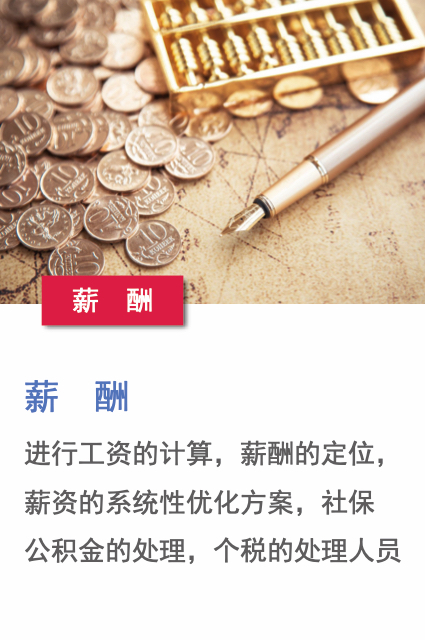 薪 酬
薪 酬
进行工资的计算，薪酬的定位，
薪资的系统性优化方案，社保
公积金的处理，个税的处理人员